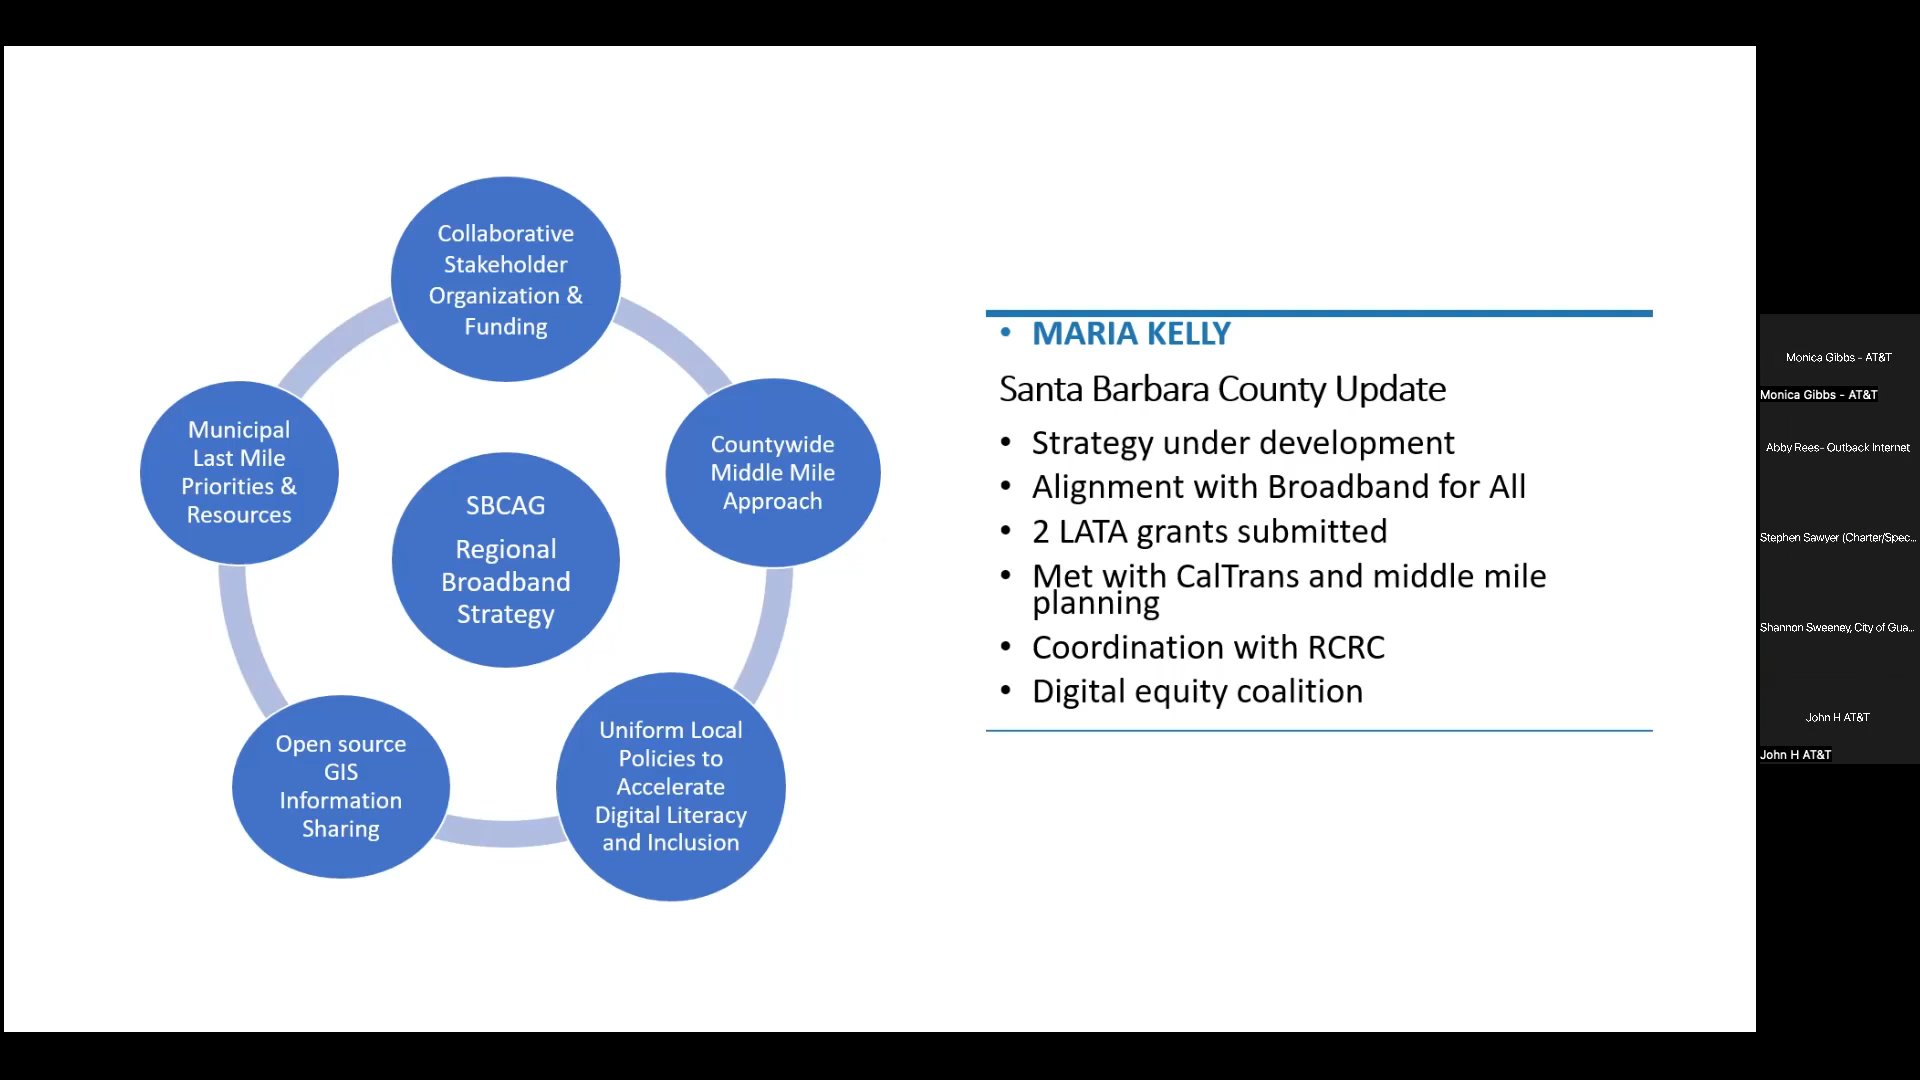 Collaborative
Stakeholder
Organization &
Funding
Municipal
Last Mile
Priorities &
Resources
Countywide
Middle Mile
Approach
SBCAG
Regional
Broadband
Strategy
Open source
GIS
Information
Sharing
Uniform Local
Policies to
Accelerate
Digital Literacy
and Inclusion
• MARIA KELLY
Santa Barbara County Update
• Strategy under development
• Alignment with Broadband for All
• 2 LATA grants submitted
• Met with CalTrans and middle mile
planning
• Coordination with RCRC
• Digital equity coalition
Monica Gibbs - AT&T
Monica Gibbs - AT&T
Abby Rees- Outback Internet
Stephen Sawyer (Charter/Spec...
Shannon Sweeney, City of Gua...
John H AT&T
John H AT&T